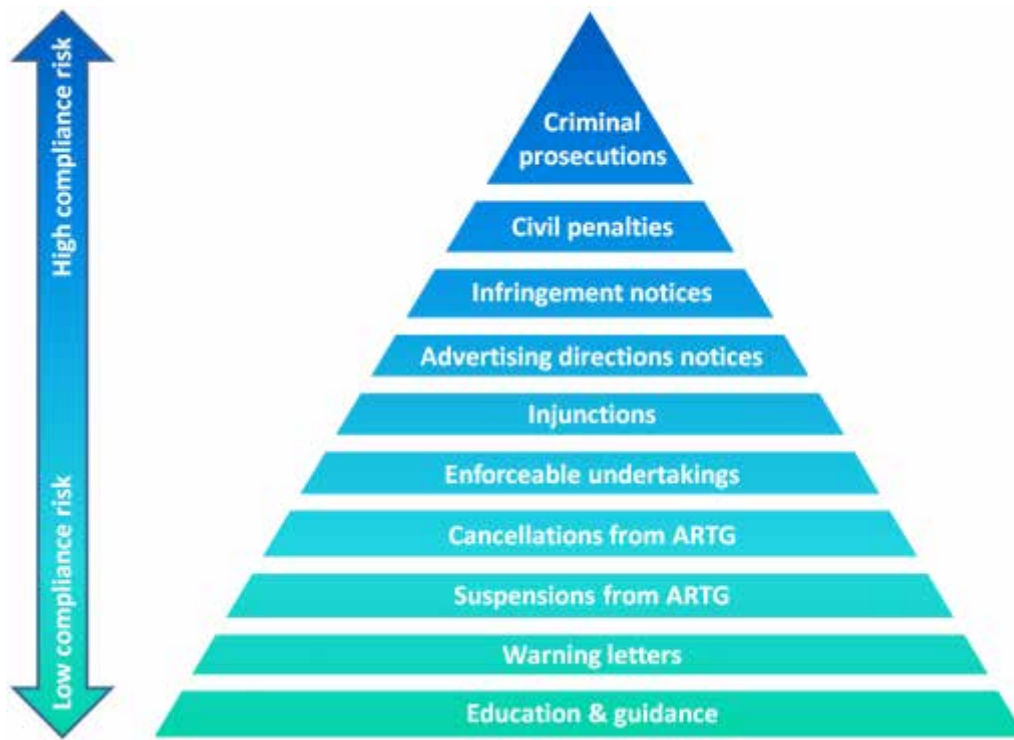 High compliance risk
Low compliance risk
Criminal
prosecutions
Civil penalties
Infringement notices
Advertising directions notices
Injunctions
Enforceable undertakings
Cancellations from ARTG
Suspensions from ARTG
Warning letters
Education & guidance